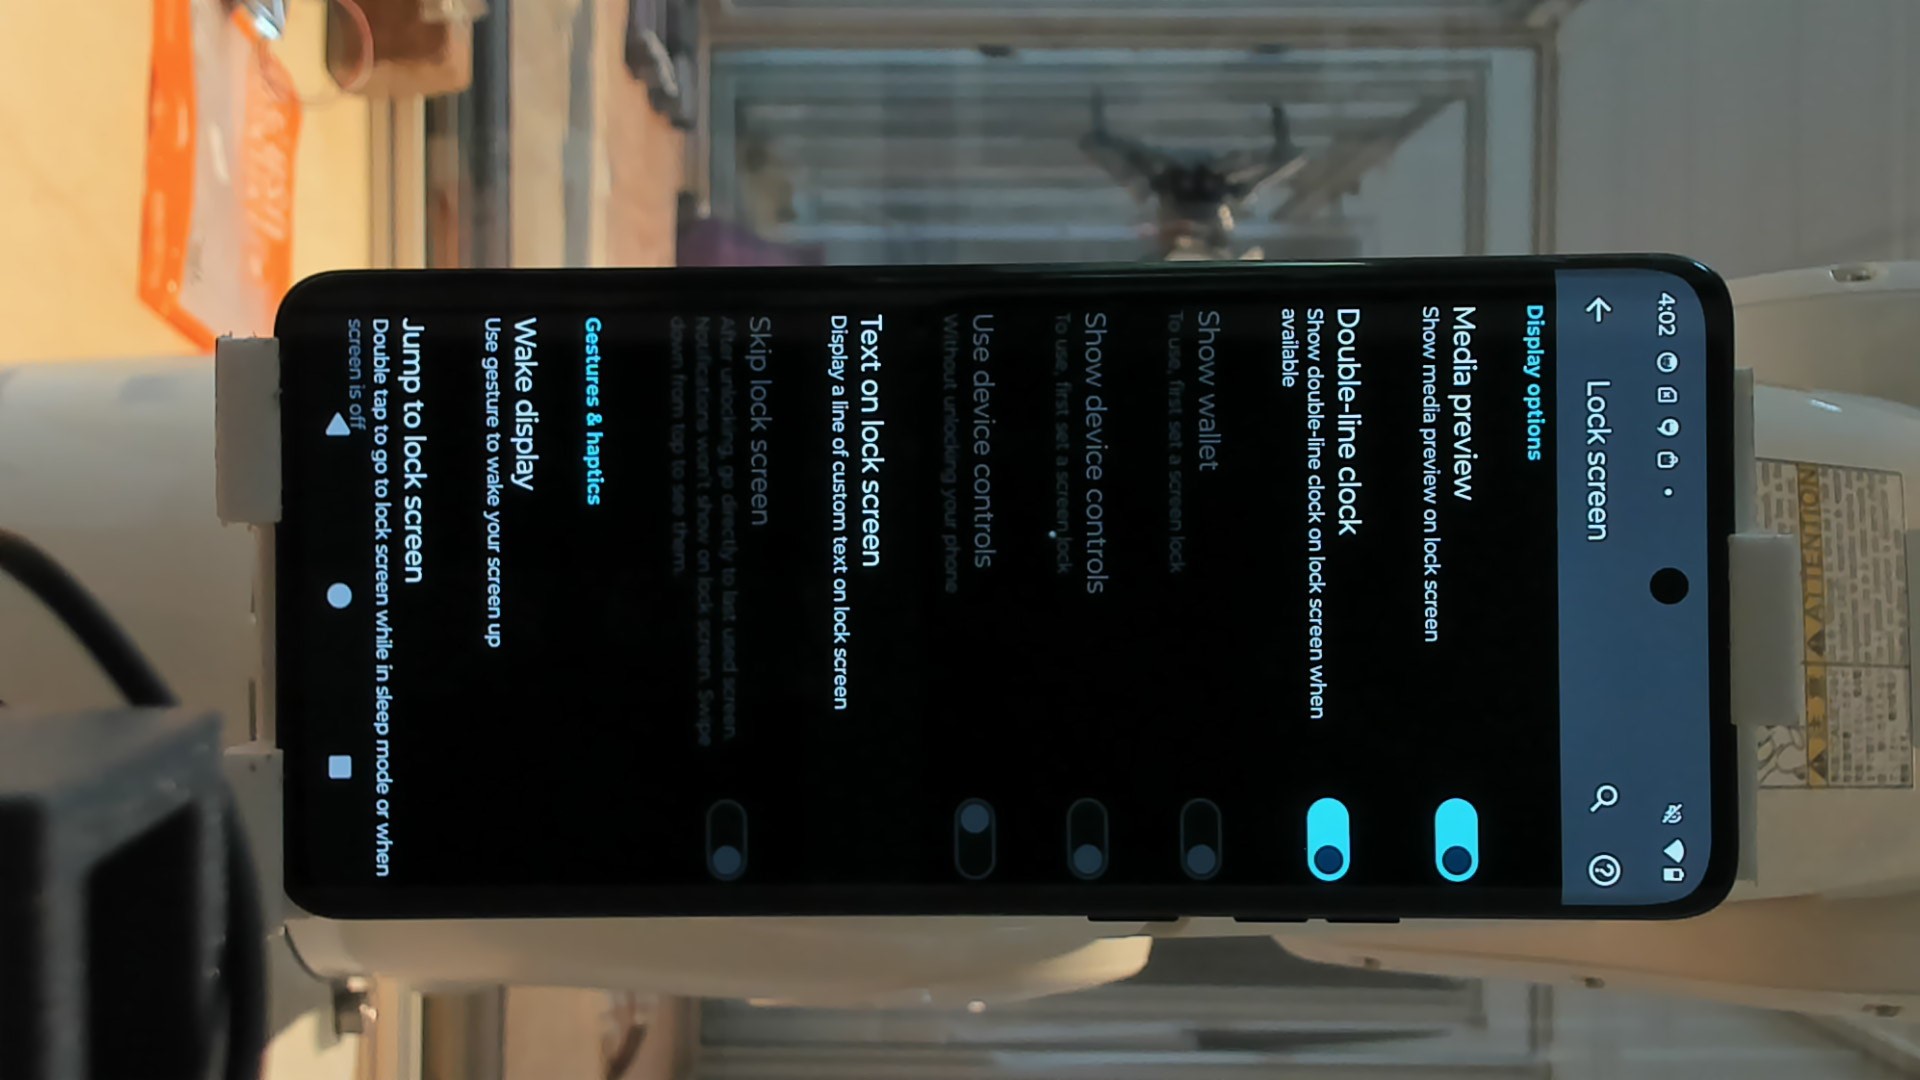 4:02
Lock screen
Display options
Media preview
Show media preview on lock screen
Double-line clock
Show double-line clock on lock screen when
available
Show wallet
To use, first set a screen lock
Show device controls
To use, first set a screen lock
Use device controls
Without unlocking your phone
Text on lock screen
Display a line of custom text on lock screen
Skip lock screen
After unlocking, go directly to last used screen.
Notifications won't show on lock screen. Swipe
down from top to see them.
Gestures & haptics
Wake display
Use gesture to wake your screen up
Jump to lock screen
Double tap to go to lock screen while in sleep mode or when
screen is off
ATTENTION